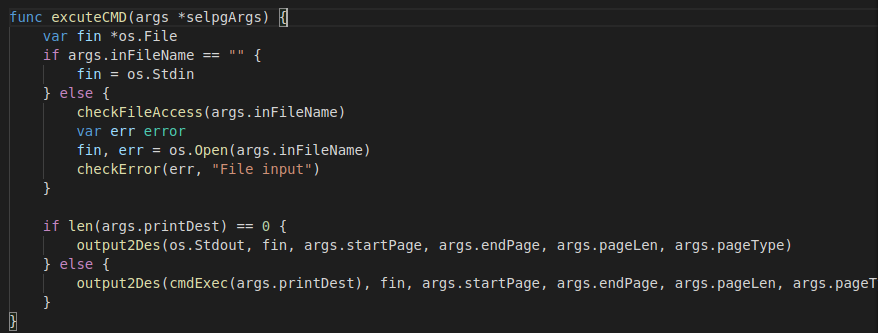 func excuteCMD(args *selpgArgs) {
    var fin *os.File
    if args.inFileName == "" {
        fin = os.Stdin
    } else {
        checkFileAccess(args.inFileName)
        var err error
        fin, err = os.Open(args.inFileName)
        checkError(err, "File input")
    }

    if len(args.printDest) == 0 {
        output2Des(os.Stdout, fin, args.startPage, args.endPage, args.pageLen, args.pageType)
    } else {
        output2Des(cmdExec(args.printDest), fin, args.startPage, args.endPage, args.pageLen, args.pageT
    }
}